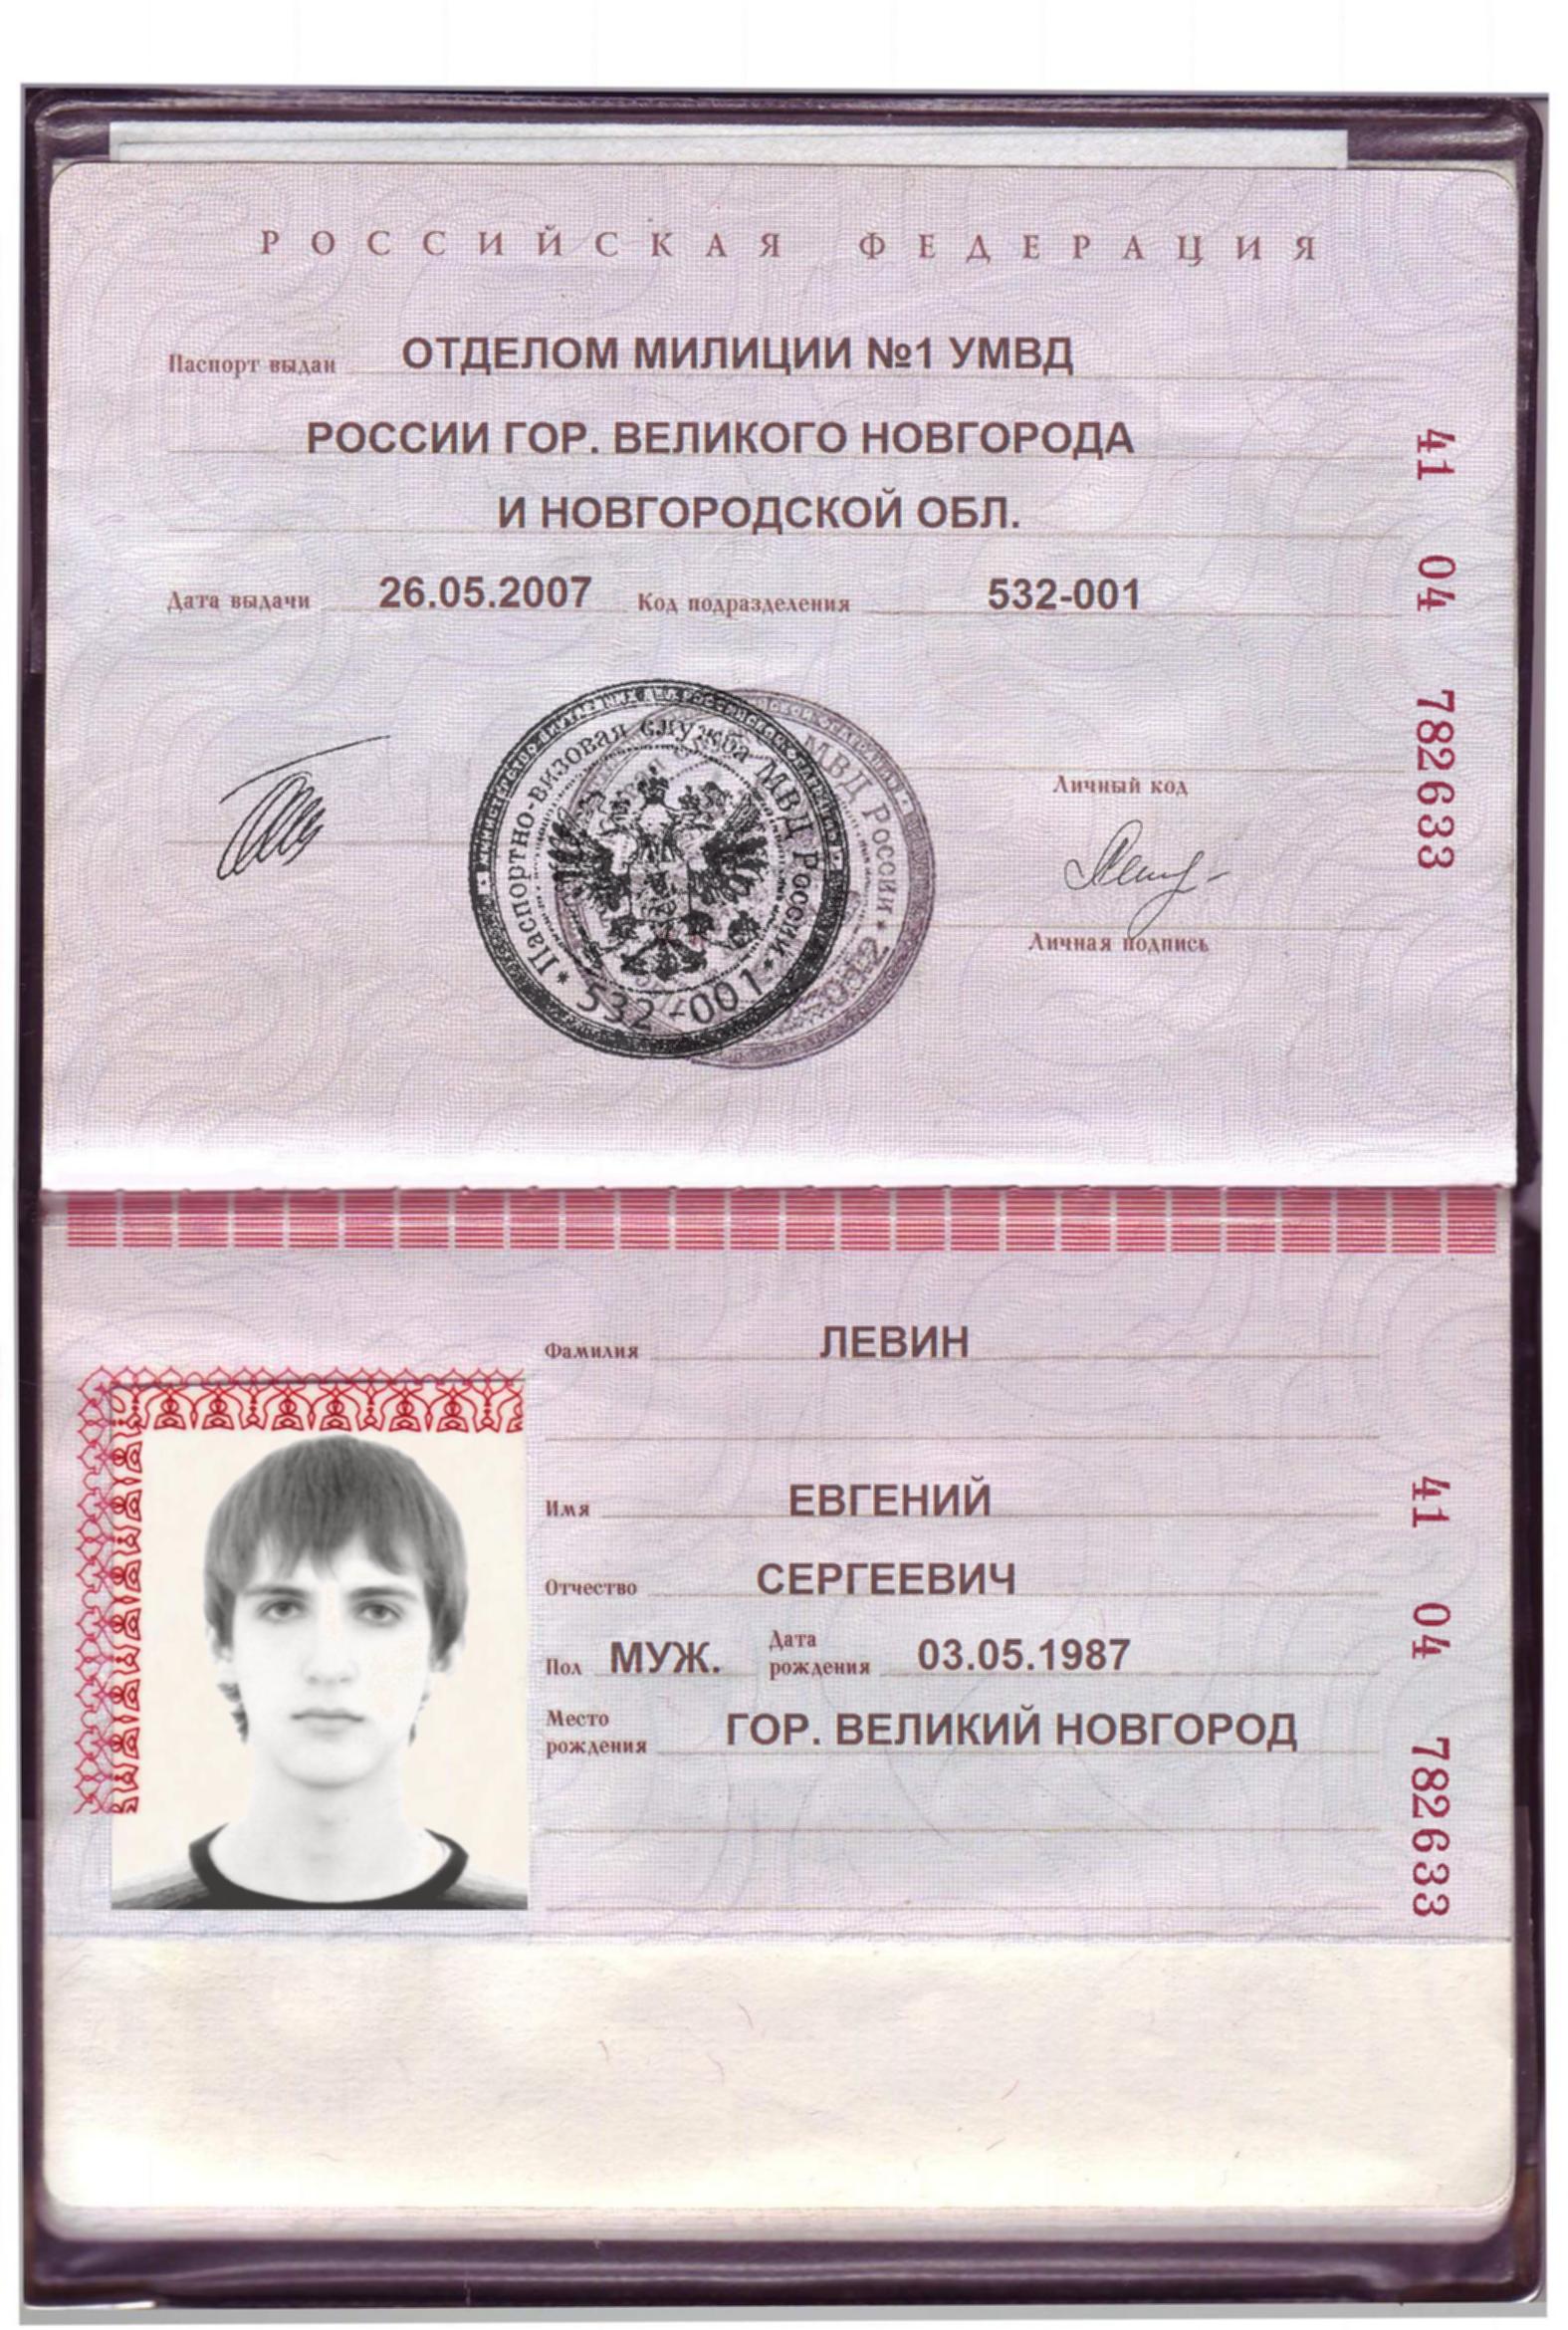 РОССИЙСКАЯ ФЕДЕРАЦИЯ
Паспорт выдан ОТДЕЛОМ МИЛИЦИИ №1 УМВД
РОССИИ ГОР. ВЕЛИКОГО НОВГОРОДА
И НОВГОРОДСКОЙ ОБЛ.
Дата выдачи 26.05.2007 Код подразделения 532-001
41 04 782633
Паспортно-визовая служба МВД России
532-001
МВД России
Личный код
Личная подпись
Фамилия ЛЕВИН
Имя ЕВГЕНИЙ
Отчество СЕРГЕЕВИЧ
Пол МУЖ. Дата рождения 03.05.1987
Место рождения ГОР. ВЕЛИКИЙ НОВГОРОД
41 04 782633